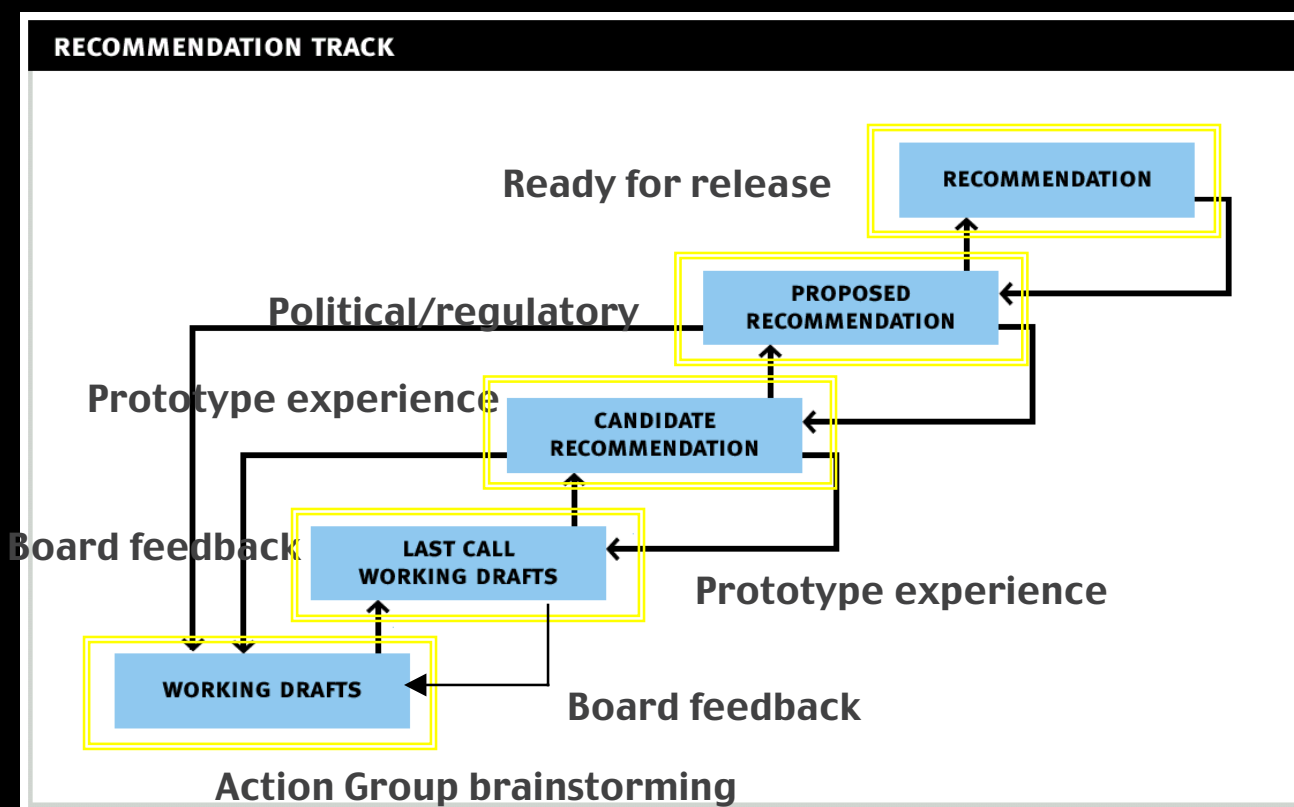 RECOMMENDATION TRACK
Ready for release
RECOMMENDATION
Political/regulatory
PROPOSED
RECOMMENDATION
Prototype experience
CANDIDATE
RECOMMENDATION
Board feedback
LAST CALL
WORKING DRAFTS
Prototype experience
WORKING DRAFTS
Board feedback
Action Group brainstorming